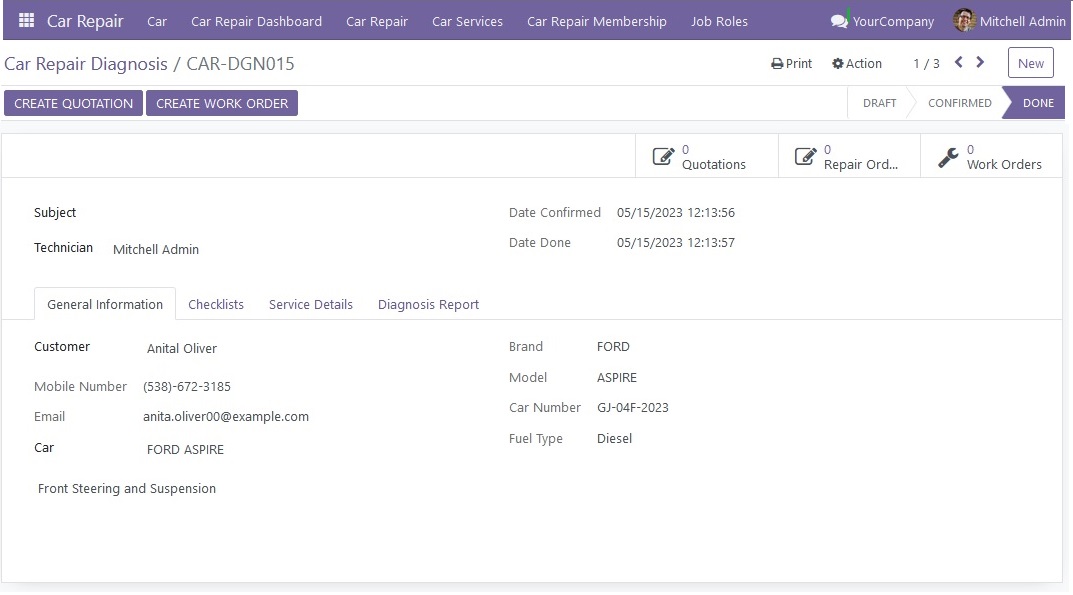 Car Repair Car Car Repair Dashboard Car Repair Car Services Car Repair Membership Job Roles YourCompany Mitchell Admin
Car Repair Diagnosis / CAR-DGN015 Print Action 1 / 3 New
CREATE QUOTATION CREATE WORK ORDER DRAFT CONFIRMED DONE
0 0 0
Quotations Repair Ord... Work Orders
Subject Date Confirmed 05/15/2023 12:13:56
Technician Mitchell Admin Date Done 05/15/2023 12:13:57
General Information Checklists Service Details Diagnosis Report
Customer Anital Oliver Brand FORD
Mobile Number (538)-672-3185 Model ASPIRE
Email anita.oliver00@example.com Car Number GJ-04F-2023
Car FORD ASPIRE Fuel Type Diesel
Front Steering and Suspension